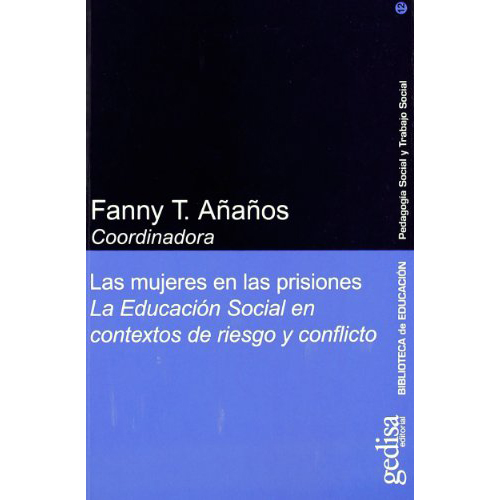 Fanny T. Añaños
Coordinadora
Las mujeres en las prisiones
La Educación Social en
contextos de riesgo y conflicto
12
BIBLIOTECA de EDUCACIÓN Pedagogía Social y Trabajo Social
gedisa
editorial